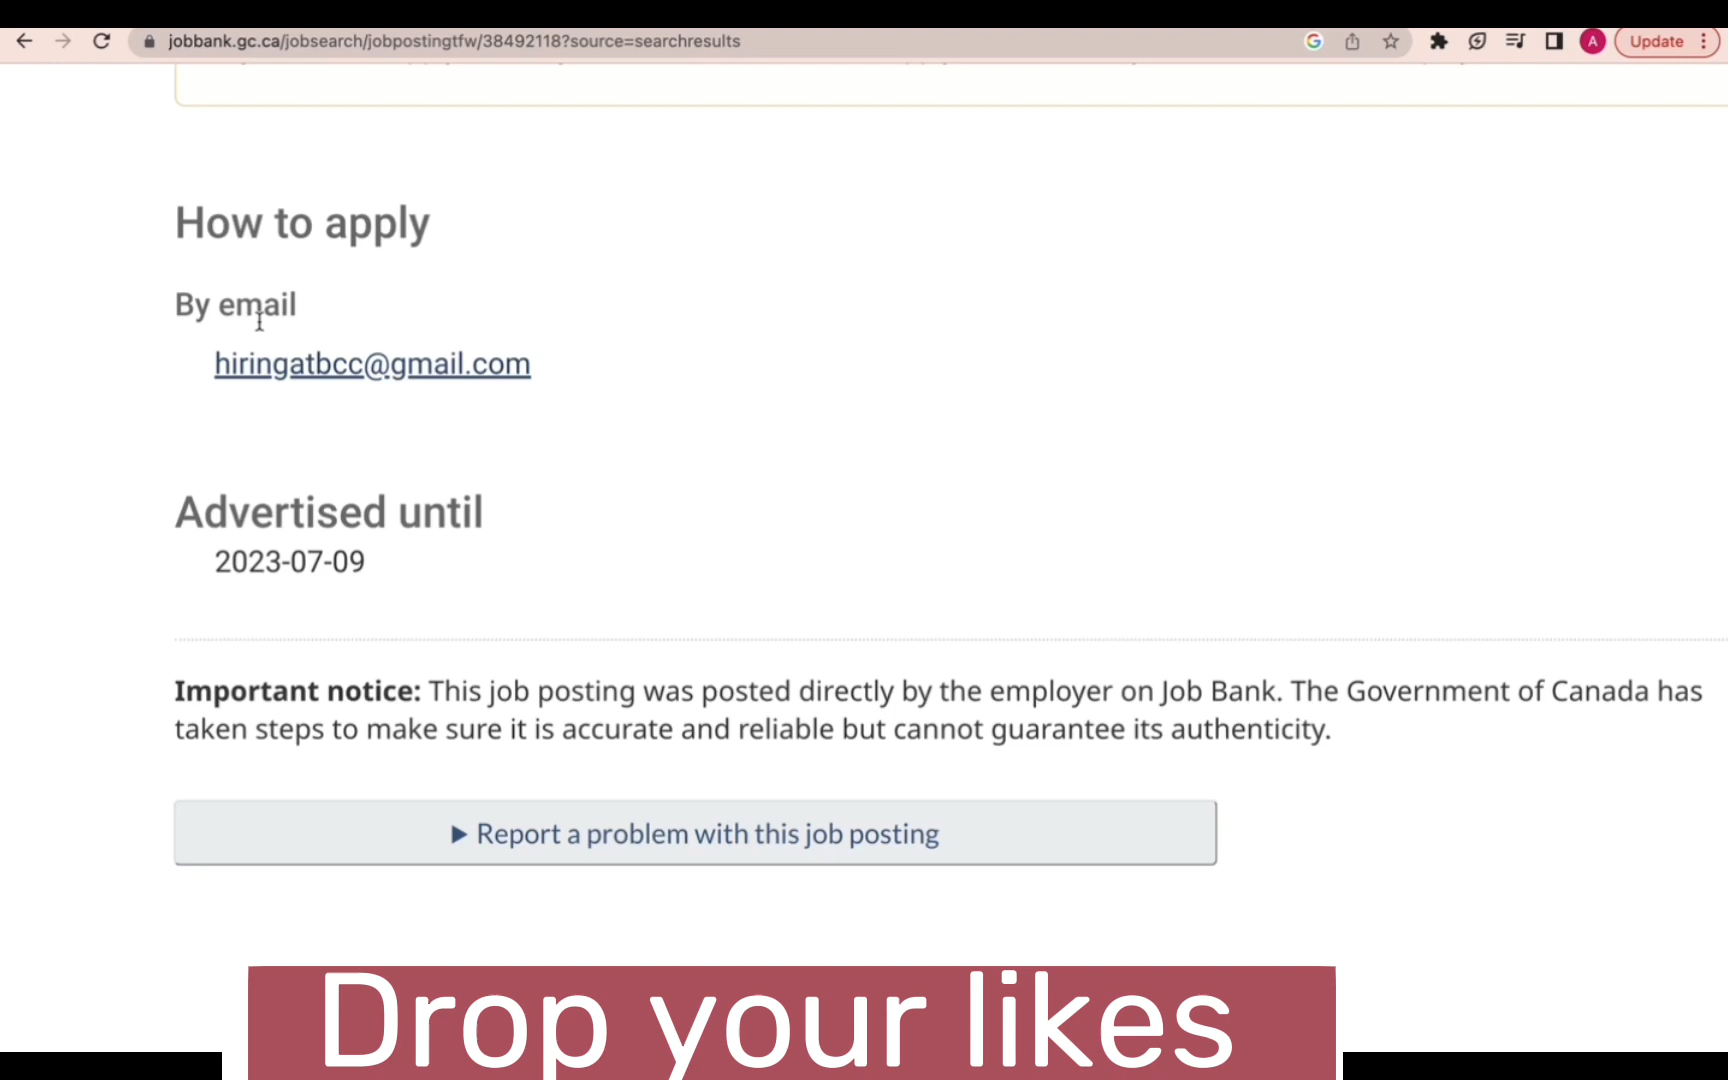 jobbank.gc.ca/jobsearch/jobpostingtfw/38492118?source=searchresults
A
Update
How to apply
By email
hiringatbcc@gmail.com
Advertised until
2023-07-09
Important notice: This job posting was posted directly by the employer on Job Bank. The Government of Canada has
taken steps to make sure it is accurate and reliable but cannot guarantee its authenticity.
Report a problem with this job posting
Drop your likes